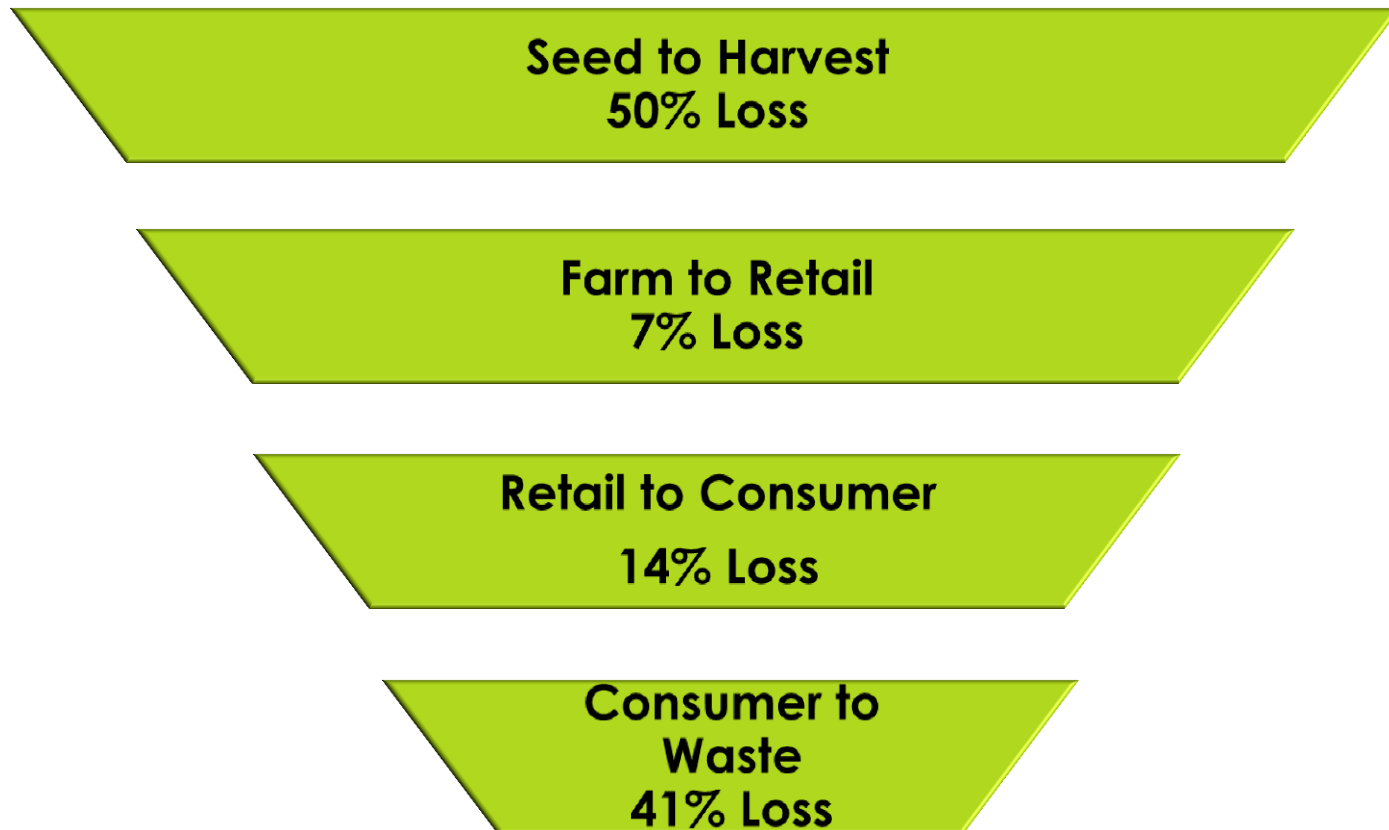 Seed to Harvest
50% Loss
Farm to Retail
7% Loss
Retail to Consumer
14% Loss
Consumer to
Waste
41% Loss